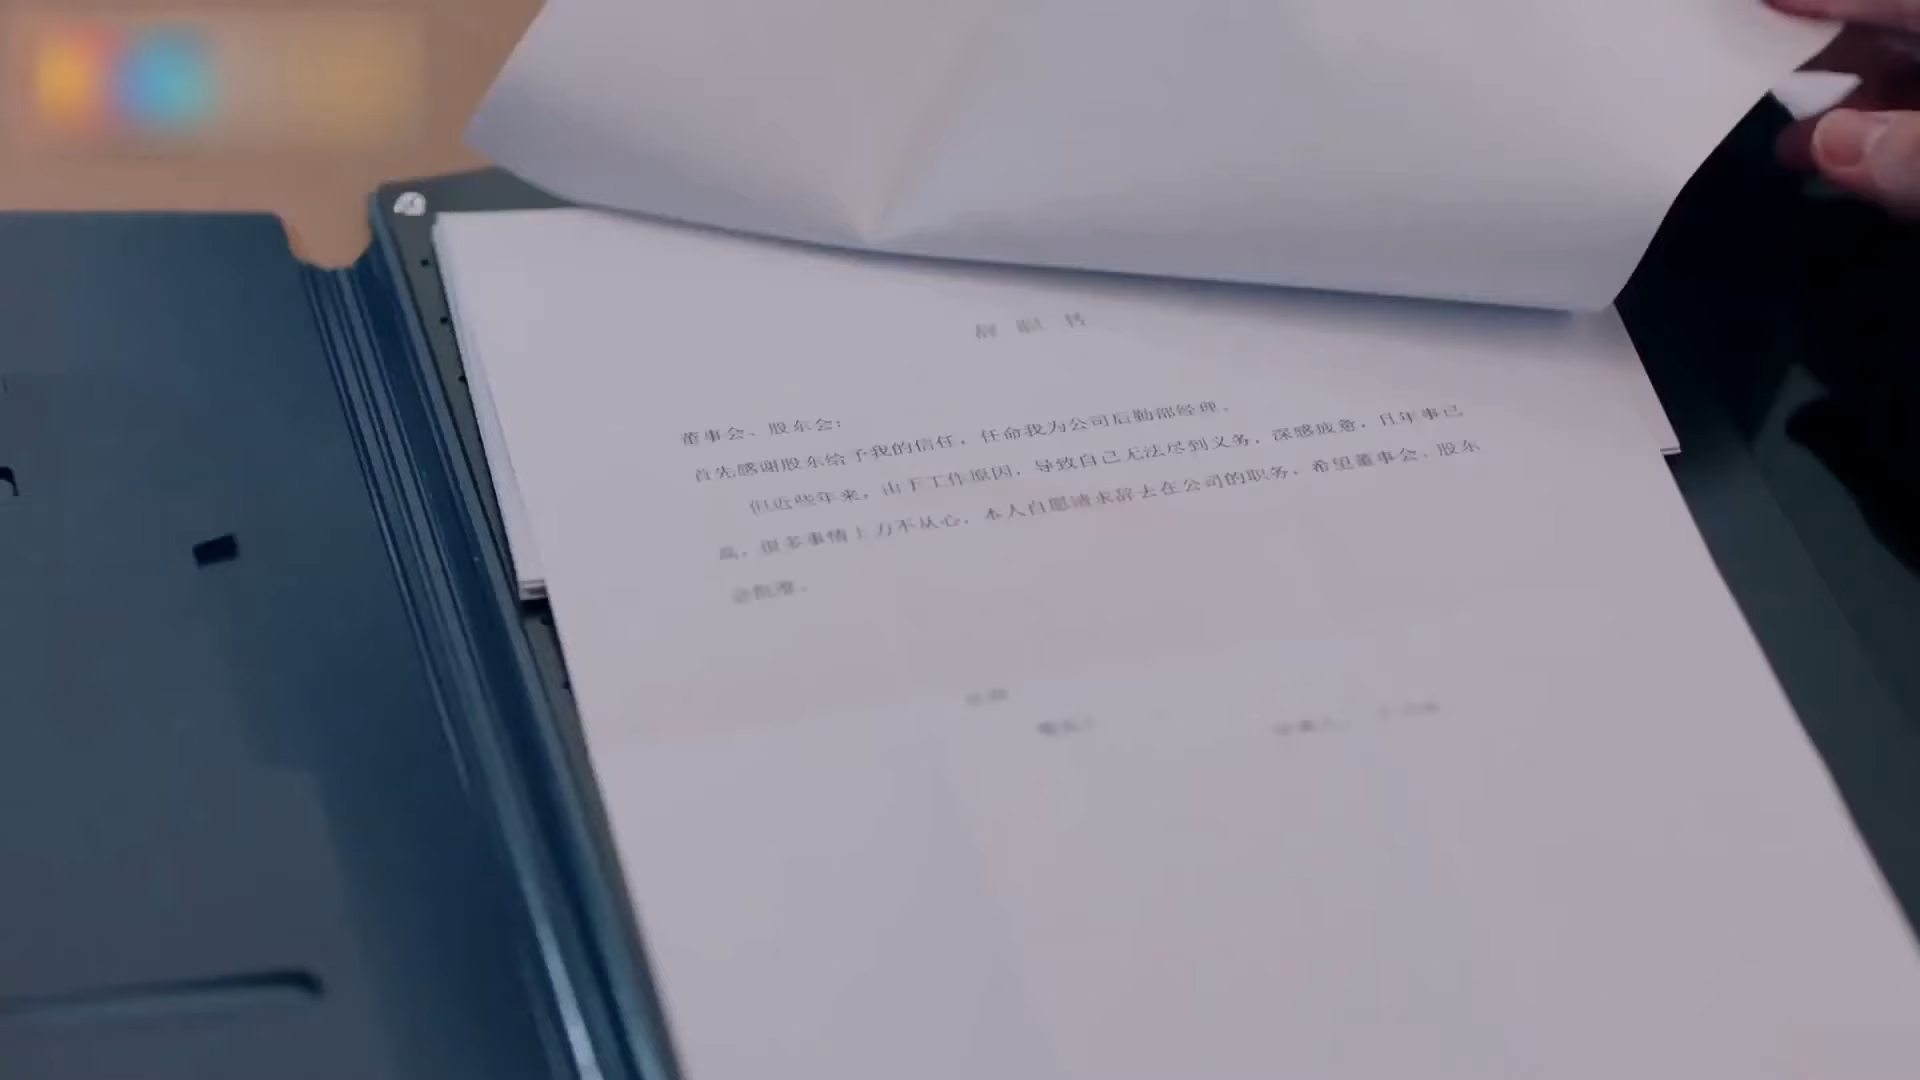 辞 职 书
董事会、股东会：
首先感谢股东给予我的信任，任命我为公司后勤部经理。
但近些年来，由于工作原因，导致自己无法尽到义务，深感疲惫，且年事已
高，很多事情上力不从心，本人自愿请求辞去在公司的职务，希望董事会、股东
会批准。